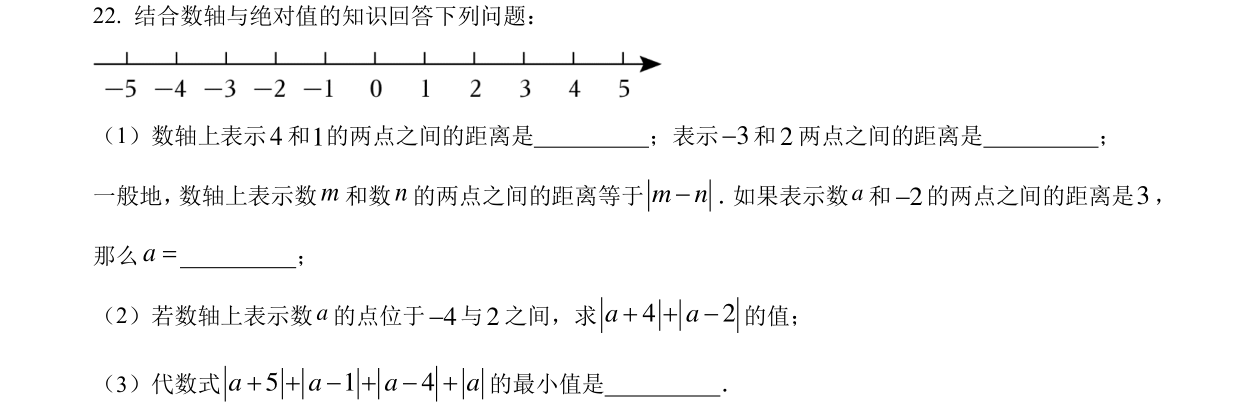 22. 结合数轴与绝对值的知识回答下列问题：
−5 −4 −3 −2 −1 0 1 2 3 4 5
（1）数轴上表示4和1的两点之间的距离是__________；表示−3和2两点之间的距离是__________；
一般地，数轴上表示数m和数n的两点之间的距离等于|m−n|．如果表示数a和−2的两点之间的距离是3，
那么a=__________；
（2）若数轴上表示数a的点位于−4与2之间，求|a+4|+|a−2|的值；
（3）代数式|a+5|+|a−1|+|a−4|+|a|的最小值是__________．